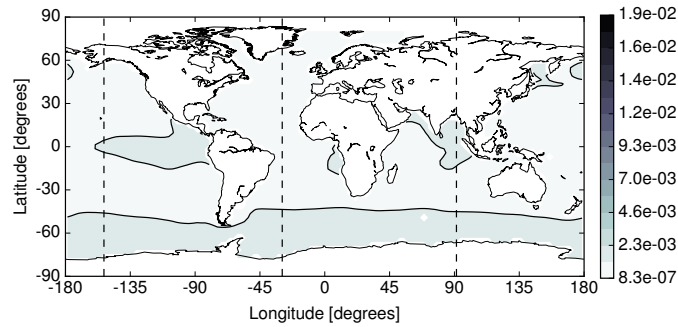 90
60
30
0
-30
-60
-90
Latitude [degrees]
-180 -135 -90 -45 0 45 90 135 180
Longitude [degrees]
1.9e-02
1.6e-02
1.4e-02
1.2e-02
9.3e-03
7.0e-03
4.6e-03
2.3e-03
8.3e-07